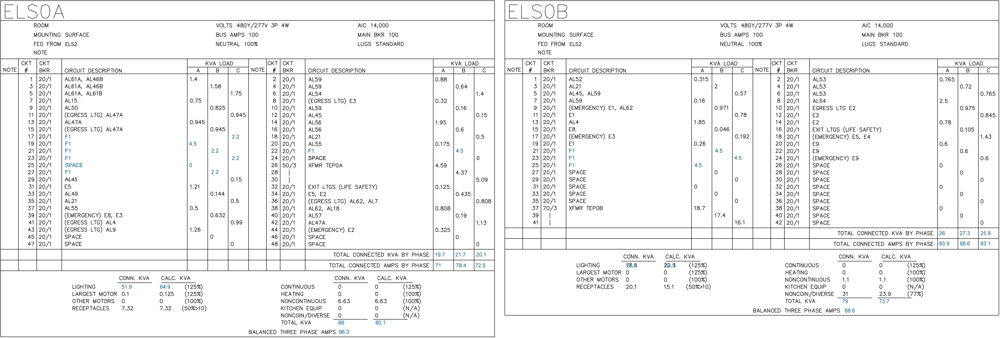 ELS0A
ROOM VOLTS 480Y/277V 3P 4W AIC 14,000
MOUNTING SURFACE BUS AMPS 100 MAIN BKR 100
FED FROM ELS2 NEUTRAL 100% LUGS STANDARD
NOTE
CKT CKT KVA LOAD CKT CKT KVA LOAD
NOTE # BKR CIRCUIT DESCRIPTION A B C NOTE # BKR CIRCUIT DESCRIPTION A B C
1 20/1 AL61A, AL46B 1.4 2 20/1 AL59 0.88
3 20/1 AL61A, AL46B 1.58 4 20/1 AL59 0.64
5 20/1 AL61A, AL61B 1.75 6 20/1 AL54 1.4
7 20/1 AL15 0.75 8 20/1 (EGRESS LTG) E3 0.32
9 20/1 AL50 0.825 10 20/1 AL59 0.16
11 20/1 (EGRESS LTG) AL47A 0.945 12 20/1 AL45 0.15
13 20/1 AL47A 0.945 14 20/1 AL56 1.95
15 20/1 (EGRESS LTG) AL47A 0.945 16 20/1 AL56 0.6
17 20/1 F1 2.2 18 20/1 AL21 0.5
19 20/1 F1 4.5 20 20/1 AL55 0.175
21 20/1 F1 2.2 22 20/1 F1 4.5
23 20/1 F1 2.2 24 20/1 SPACE 0
25 20/1 SPACE 0 26 50/3 XFMR TEP0A 4.59
27 20/1 F1 2.2 28 | 4.37
29 20/1 AL45 0.15 30 | 5.09
31 20/1 E5 1.21 32 20/1 EXIT LTGS (LIFE SAFETY) 0.125
33 20/1 AL49 0.144 34 20/1 E5, E2 0.435
35 20/1 AL21 0.5 36 20/1 (EGRESS LTG) AL62, AL7 0.808
37 20/1 AL55 0.5 38 20/1 AL62, AL18 0.808
39 20/1 (EMERGENCY) E8, E3 0.632 40 20/1 AL57 0.19
41 20/1 (EGRESS LTG) AL4 0.99 42 20/1 AL47A 1.13
43 20/1 (EGRESS LTG) AL9 1.26 44 20/1 (EMERGENCY) E2 0.325
45 20/1 SPACE 0 46 20/1 SPACE 0
47 20/1 SPACE 0 48 20/1 SPACE 0
TOTAL CONNECTED KVA BY PHASE 19.7 21.7 20.1
TOTAL CONNECTED AMPS BY PHASE 71 78.4 72.5
CONN. KVA CALC. KVA CONN. KVA CALC. KVA
LIGHTING 51.9 64.9 (125%) CONTINUOUS 0 0 (125%)
LARGEST MOTOR 0.1 0.125 (125%) HEATING 0 0 (100%)
OTHER MOTORS 0 0 (100%) NONCONTINUOUS 6.63 6.63 (100%)
RECEPTACLES 7.32 7.32 (50%>10) KITCHEN EQUIP 0 0 (N/A)
NONCOIN/DIVERSE 0 0 (N/A)
TOTAL KVA 66 80.1
BALANCED THREE PHASE AMPS 96.3
ELS0B
ROOM VOLTS 480Y/277V 3P 4W AIC 14,000
MOUNTING SURFACE BUS AMPS 100 MAIN BKR 100
FED FROM ELS2 NEUTRAL 100% LUGS STANDARD
NOTE
CKT CKT KVA LOAD CKT CKT KVA LOAD
NOTE # BKR CIRCUIT DESCRIPTION A B C NOTE # BKR CIRCUIT DESCRIPTION A B C
1 20/1 AL52 0.315 2 20/1 AL53 0.765
3 20/1 AL21 2 4 20/1 AL53 0.72
5 20/1 AL45, AL59 0.57 6 20/1 AL53 0.765
7 20/1 AL59 0.16 8 20/1 AL54 2.5
9 20/1 (EMERGENCY) E1, AL62 0.971 10 20/1 EGRESS LTG E2 0.975
11 20/1 E1 0.78 12 20/1 E2 0.845
13 20/1 AL4 1.85 14 20/1 E2 0.78
15 20/1 E8 0.046 16 20/1 EXIT LTGS (LIFE SAFETY) 0.105
17 20/1 (EMERGENCY) E3 0.192 18 20/1 (EMERGENCY) E5, E4 1.43
19 20/1 E1 0.26 20 20/1 E9 0.6
21 20/1 F1 4.5 22 20/1 E9 0.6
23 20/1 F1 4.5 24 20/1 (EMERGENCY) E9 0.6
25 20/1 F1 4.5 26 20/1 SPACE 0
27 20/1 SPACE 0 28 20/1 SPACE 0
29 20/1 SPACE 0 30 20/1 SPACE 0
31 20/1 SPACE 0 32 20/1 SPACE 0
33 20/1 SPACE 0 34 20/1 SPACE 0
35 20/1 SPACE 0 36 20/1 SPACE 0
37 70/3 XFMR TEP0B 18.7 38 20/1 SPACE 0
39 | 17.4 40 20/1 SPACE 0
41 | 16.1 42 20/1 SPACE 0
TOTAL CONNECTED KVA BY PHASE 26 27.3 25.8
TOTAL CONNECTED AMPS BY PHASE 93.9 98.6 93.1
CONN. KVA CALC. KVA CONN. KVA CALC. KVA
LIGHTING (125%) CONTINUOUS 0 0 (125%)
LARGEST MOTOR 0 0 (125%) HEATING 0 0 (100%)
OTHER MOTORS 0 0 (100%) NONCONTINUOUS 1.1 1.1 (100%)
RECEPTACLES 20.1 15.1 (50%>10) KITCHEN EQUIP 0 0 (N/A)
NONCOIN/DIVERSE 31 23.9 (77%)
TOTAL KVA 79 73.7
BALANCED THREE PHASE AMPS 88.6